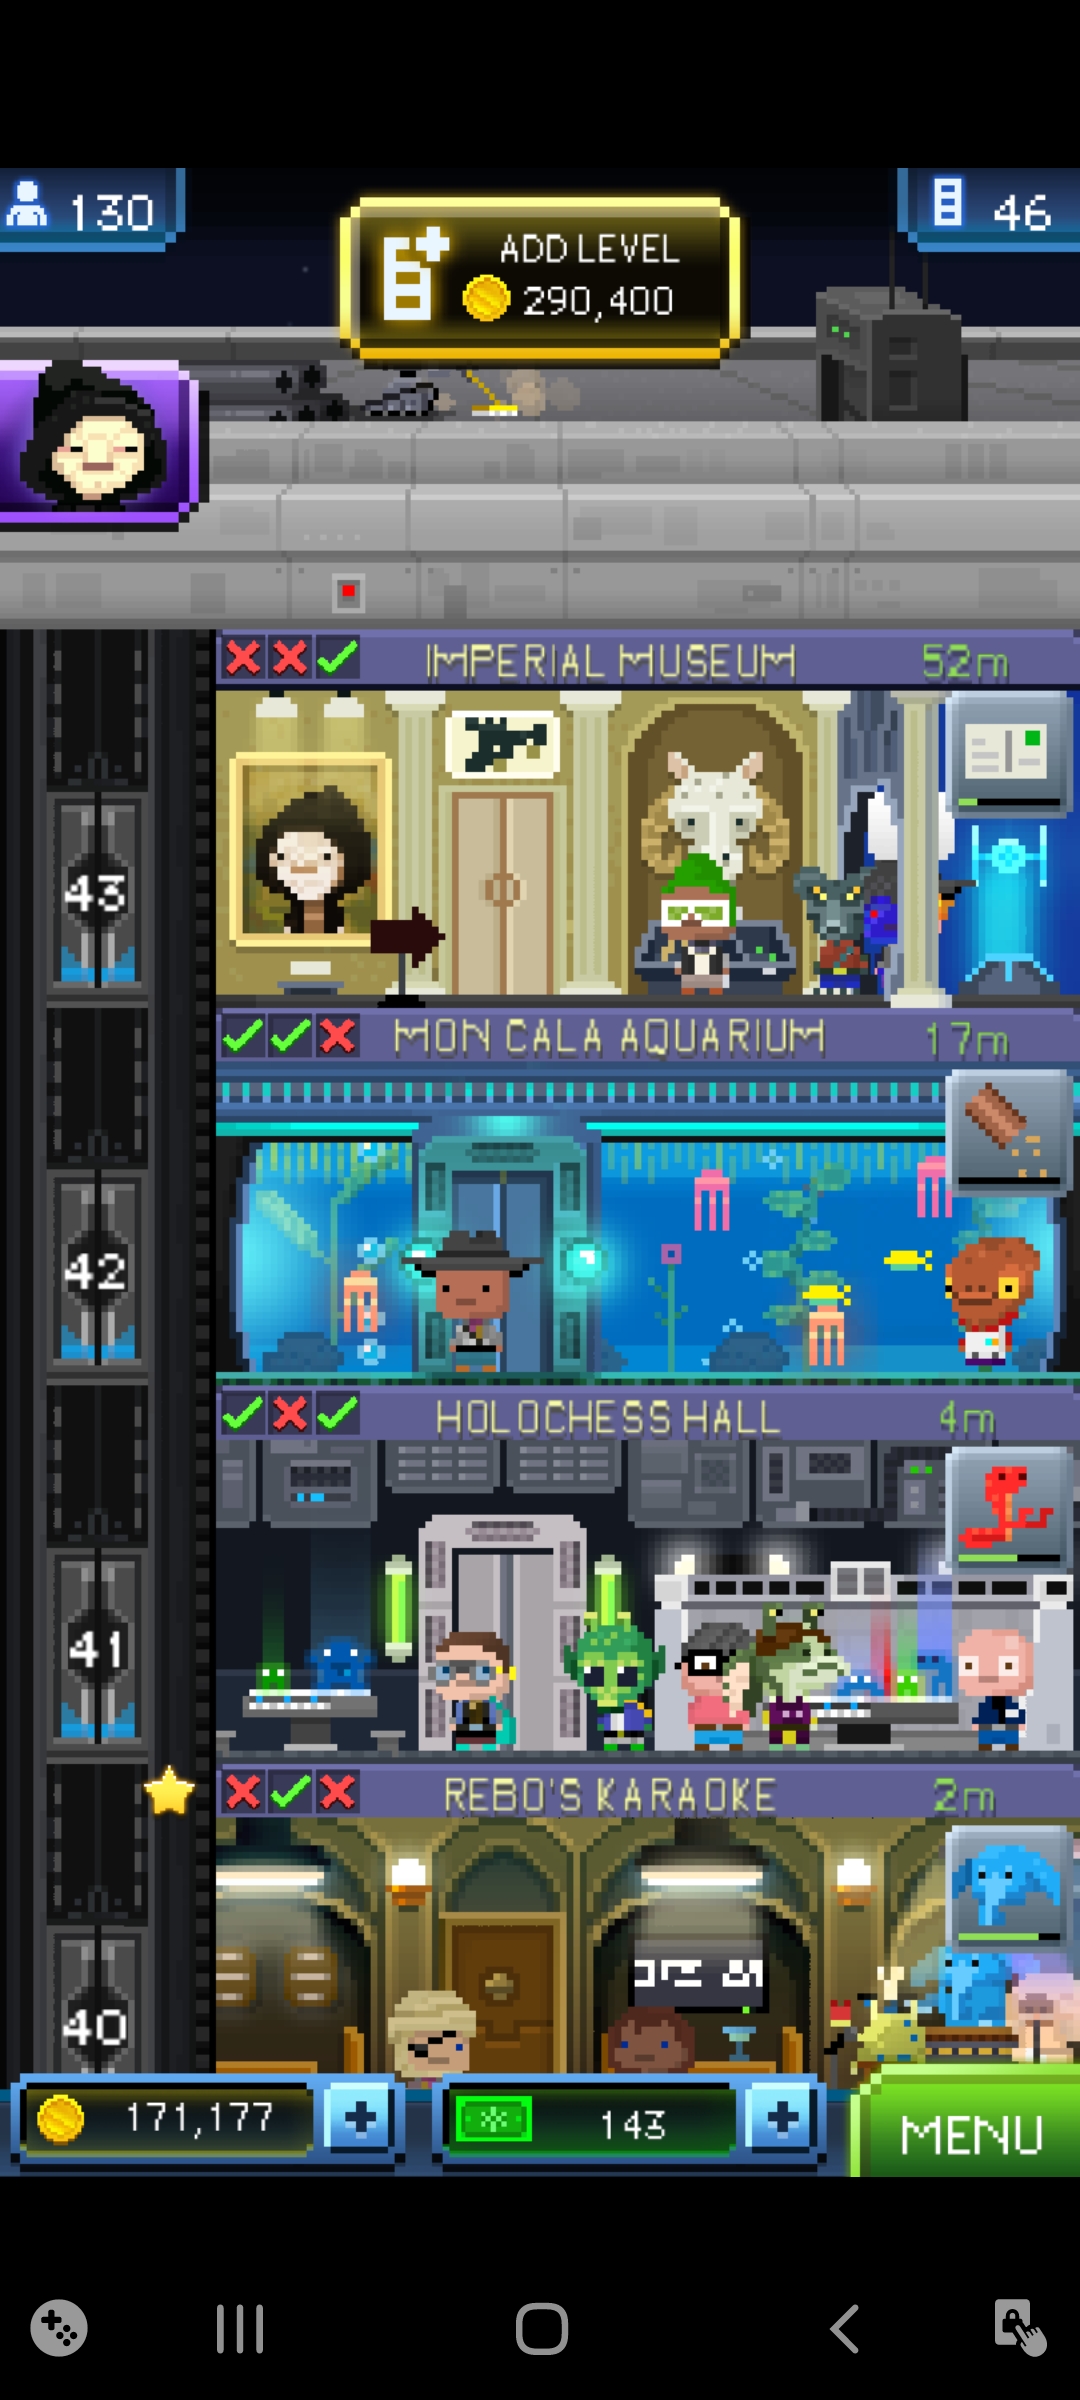 130
ADD LEVEL
290,400
46
IMPERIAL MUSEUM 52m
43
MON CALA AQUARIUM 17m
42
HOLOCHESS HALL 4m
41
REBO'S KARAOKE 2m
40
171,177 + 143 + MENU